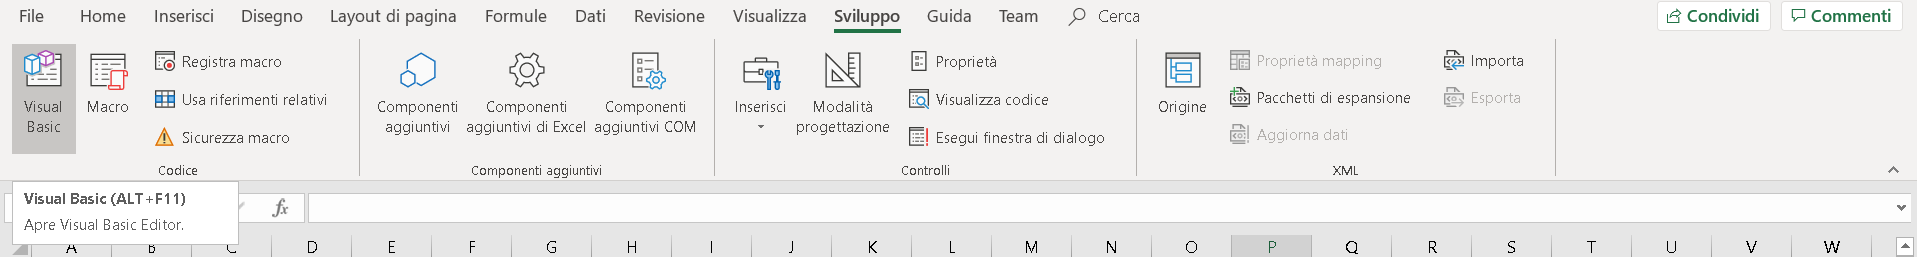 File Home Inserisci Disegno Layout di pagina Formule Dati Revisione Visualizza Sviluppo Guida Team Cerca Condividi Commenti
Visual Basic
Macro
Registra macro
Usa riferimenti relativi
Sicurezza macro
Codice
Componenti aggiuntivi
Componenti aggiuntivi di Excel
Componenti aggiuntivi COM
Componenti aggiuntivi
Inserisci
Modalità progettazione
Proprietà
Visualizza codice
Esegui finestra di dialogo
Controlli
Origine
Proprietà mapping
Pacchetti di espansione
Aggiorna dati
Importa
Esporta
XML
Visual Basic (ALT+F11)
Apre Visual Basic Editor.
fx
A B C D E F G H I J K L M N O P Q R S T U V W